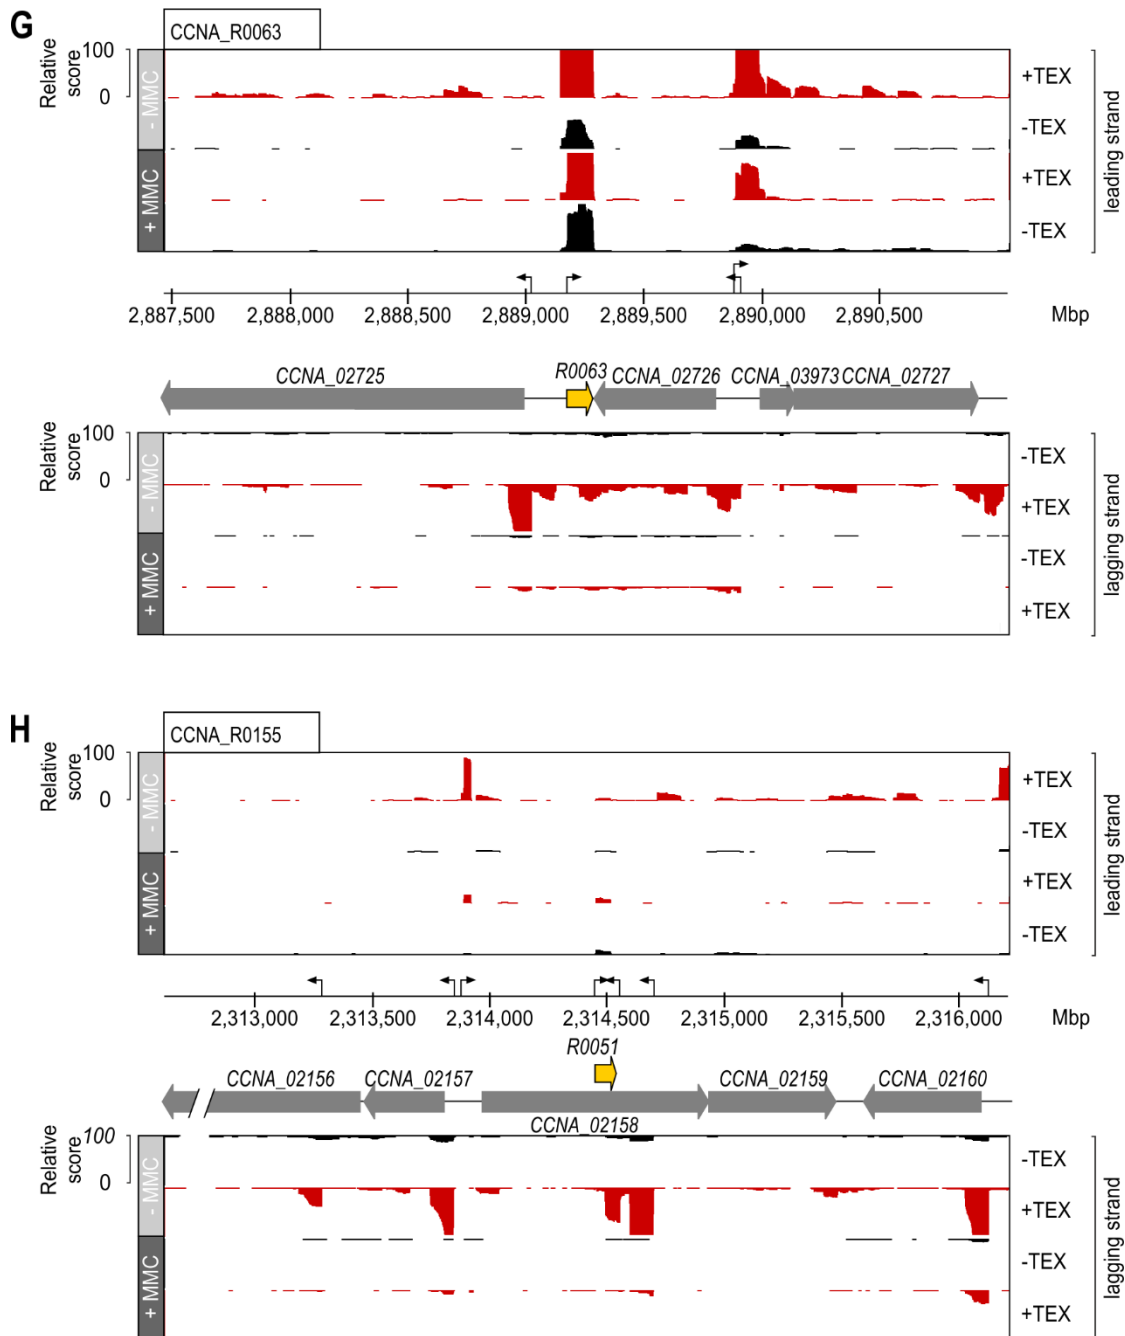 G
CCNA_R0063
Relative score
100
0
- MMC
+ MMC
+TEX
-TEX
+TEX
-TEX
leading strand
2,887,500 2,888,000 2,888,500 2,889,000 2,889,500 2,890,000 2,890,500 Mbp
CCNA_02725 R0063 CCNA_02726 CCNA_03973 CCNA_02727
Relative score
100
0
- MMC
+ MMC
-TEX
+TEX
-TEX
+TEX
lagging strand
H
CCNA_R0155
Relative score
100
0
- MMC
+ MMC
+TEX
-TEX
+TEX
-TEX
leading strand
2,313,000 2,313,500 2,314,000 2,314,500 2,315,000 2,315,500 2,316,000 Mbp
R0051
CCNA_02156 CCNA_02157 CCNA_02159 CCNA_02160
CCNA_02158
Relative score
100
0
- MMC
+ MMC
-TEX
+TEX
-TEX
+TEX
lagging strand